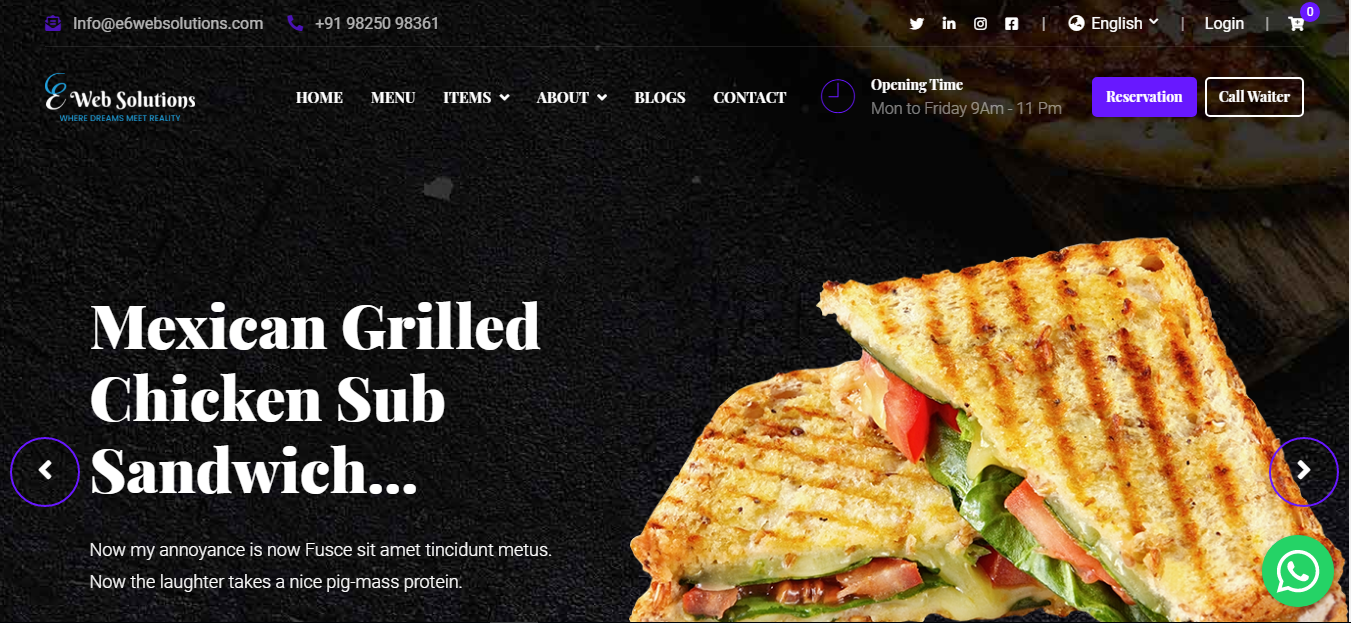 Info@e6websolutions.com
+91 98250 98361
|
English
|
Login
|
0
E Web Solutions
WHERE DREAMS MEET REALITY
HOME
MENU
ITEMS
ABOUT
BLOGS
CONTACT
Opening Time
Mon to Friday 9Am - 11 Pm
Reservation
Call Waiter
Mexican Grilled
Chicken Sub
Sandwich...
Now my annoyance is now Fusce sit amet tincidunt metus.
Now the laughter takes a nice pig-mass protein.